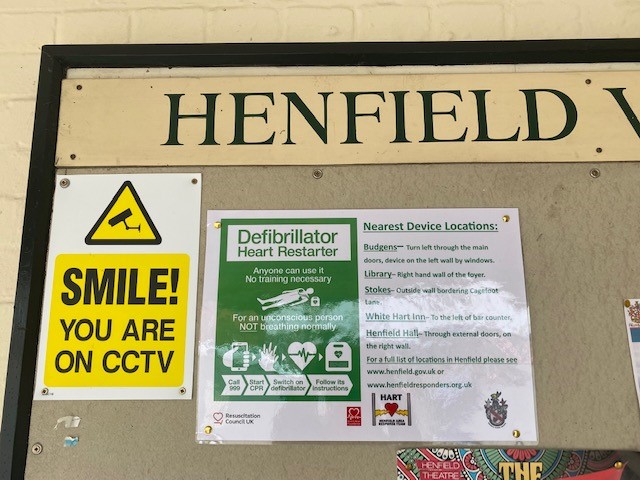 HENFIELD V
SMILE!
YOU ARE
ON CCTV
Defibrillator
Heart Restarter
Anyone can use it
No training necessary
For an unconscious person
NOT breathing normally
Call
999
Start
CPR
Switch on
defibrillator
Follow its
instructions
Resuscitation
Council UK
Nearest Device Locations:
Budgens– Turn left through the main
doors, device on the left wall by windows.
Library– Right hand wall of the foyer.
Stokes– Outside wall bordering Cagefoot
Lane.
White Hart Inn– To the left of bar counter.
Henfield Hall– Through external doors, on
the right wall.
For a full list of locations in Henfield please see
www.henfield.gov.uk or
www.henfieldresponders.org.uk
HART
HENFIELD AREA
RESPONSE TEAM
HENFIELD
THEATRE
THE